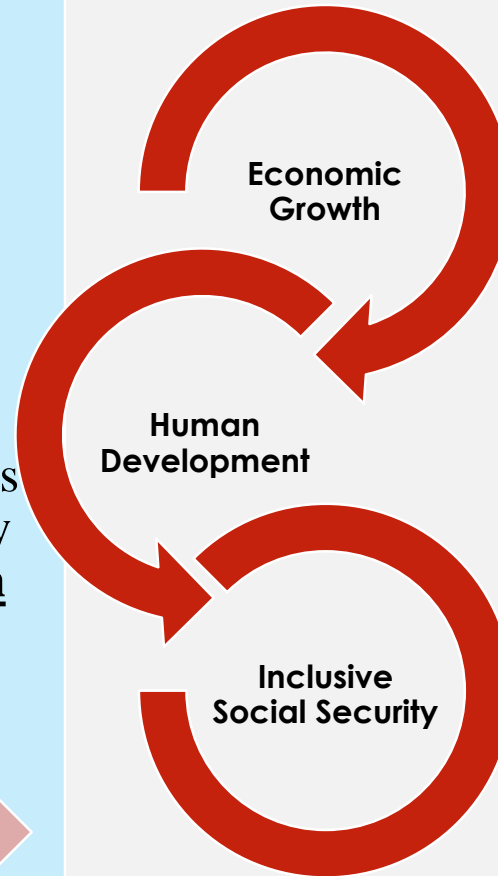 Economic
Growth
Human
Development
Inclusive
Social Security